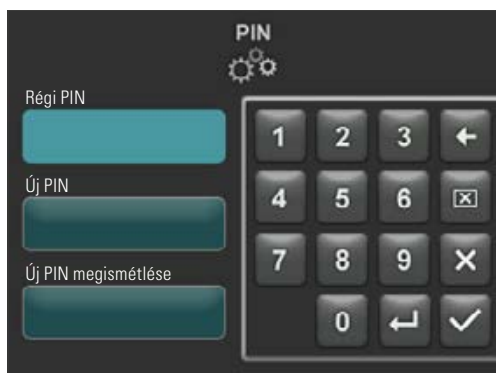 PIN
Régi PIN
Új PIN
Új PIN megismétlése
1 2 3
4 5 6
7 8 9
0